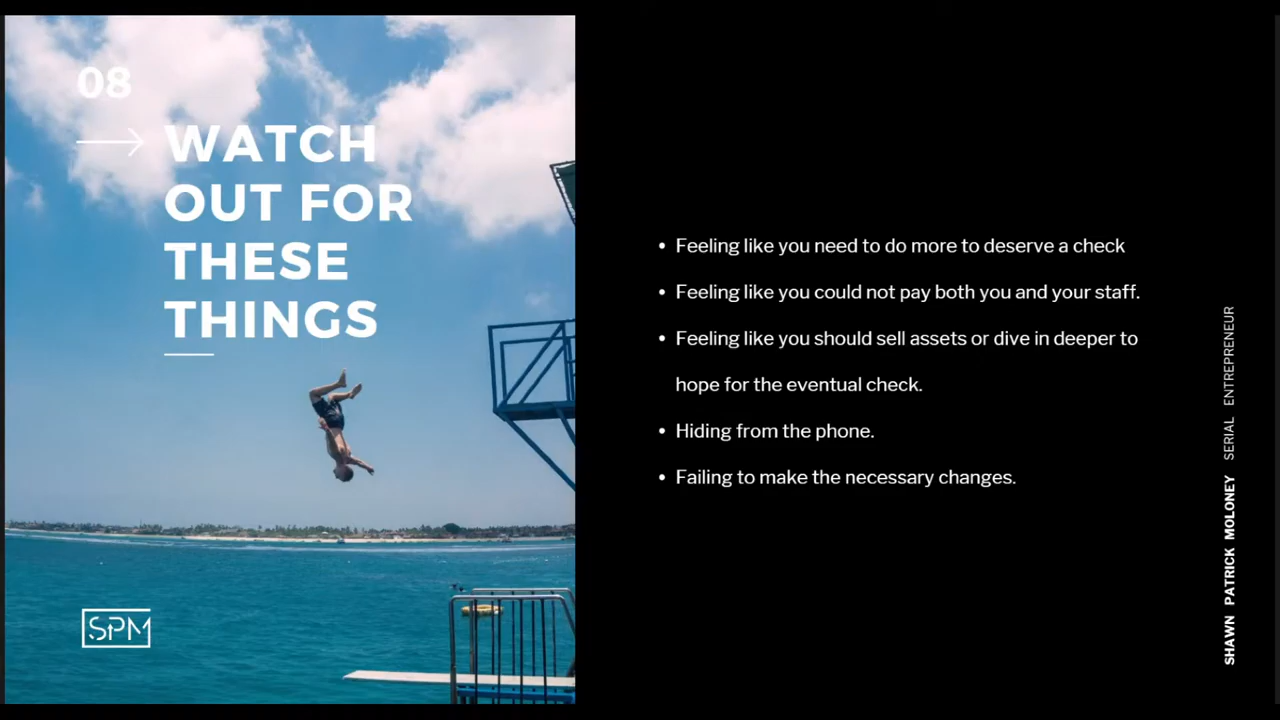 08
WATCH
OUT FOR
THESE
THINGS
SPM
• Feeling like you need to do more to deserve a check
• Feeling like you could not pay both you and your staff.
• Feeling like you should sell assets or dive in deeper to
hope for the eventual check.
• Hiding from the phone.
• Failing to make the necessary changes.
SHAWN PATRICK MOLONEY SERIAL ENTREPRENEUR